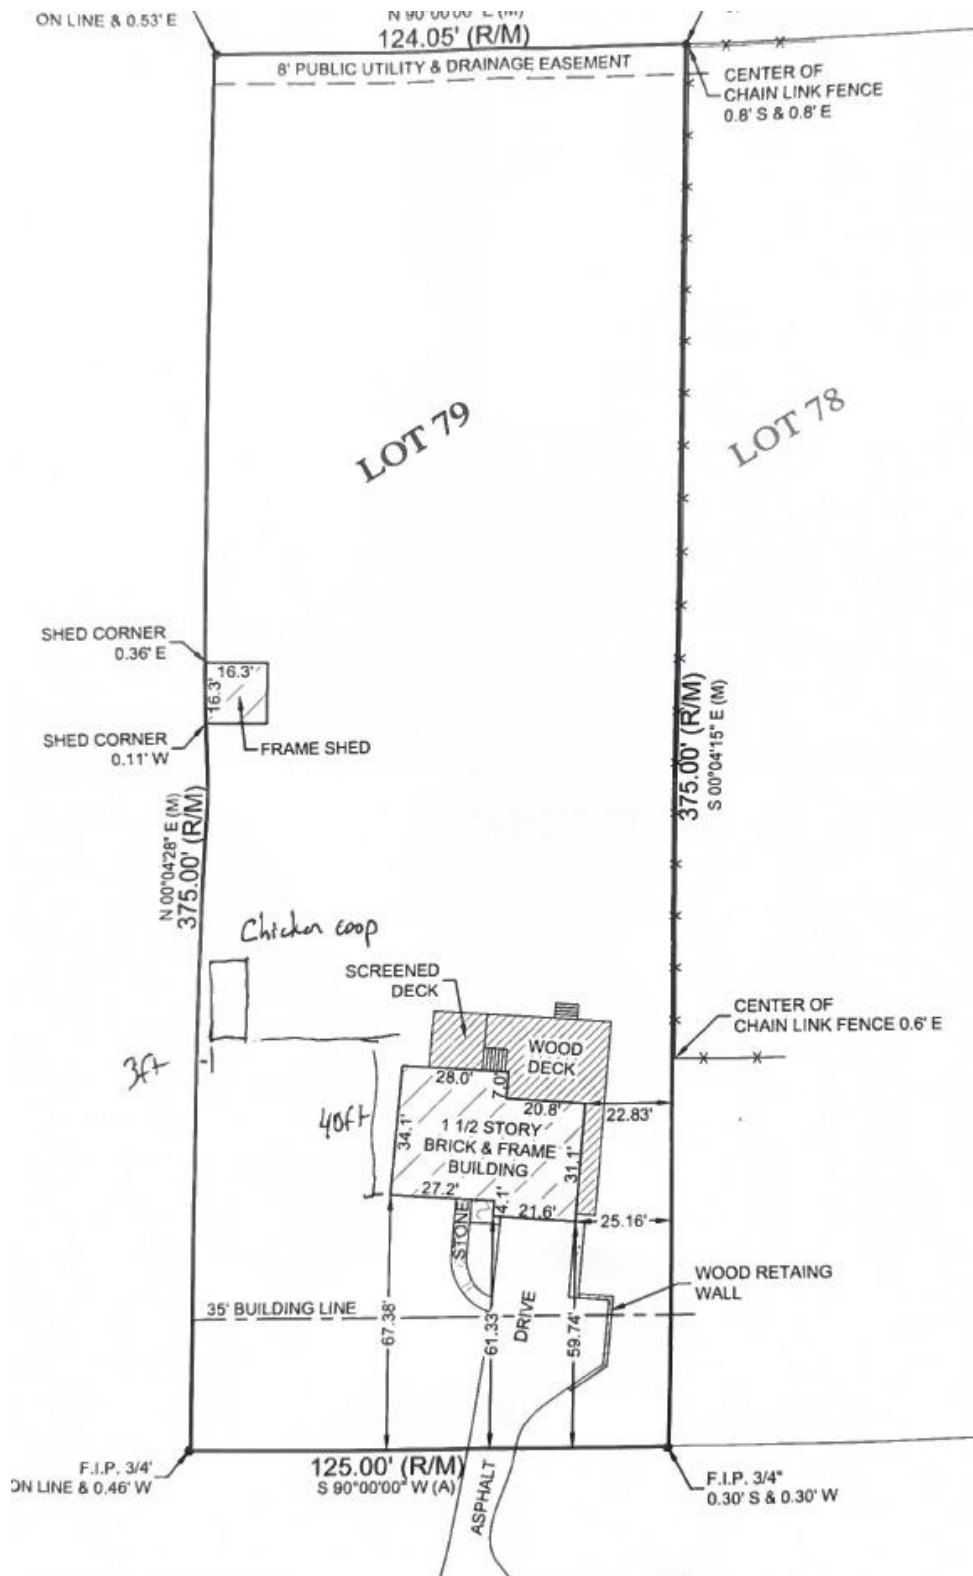 N 90°00'00" E (M)
ON LINE & 0.53' E
124.05' (R/M)
8' PUBLIC UTILITY & DRAINAGE EASEMENT
CENTER OF
CHAIN LINK FENCE
0.8' S & 0.8' E
LOT 79
LOT 78
SHED CORNER
0.36' E
16.3'
16.3'
SHED CORNER
0.11' W
FRAME SHED
375.00' (R/M)
S 00°04'15" E (M)
N 00°04'28" E (M)
375.00' (R/M)
Chicken coop
SCREENED
DECK
CENTER OF
CHAIN LINK FENCE 0.6' E
WOOD
DECK
3ft
28.0'
7.0'
20.8'
22.83'
40ft
34.1'
1 1/2 STORY
BRICK & FRAME
BUILDING
31.1'
27.2'
4.1'
21.6'
25.16'
STONE
WOOD RETAING
WALL
35' BUILDING LINE
67.38'
61.33'
DRIVE
59.74'
F.I.P. 3/4'
ON LINE & 0.46' W
125.00' (R/M)
S 90°00'00" W (A)
ASPHALT
F.I.P. 3/4"
0.30' S & 0.30' W